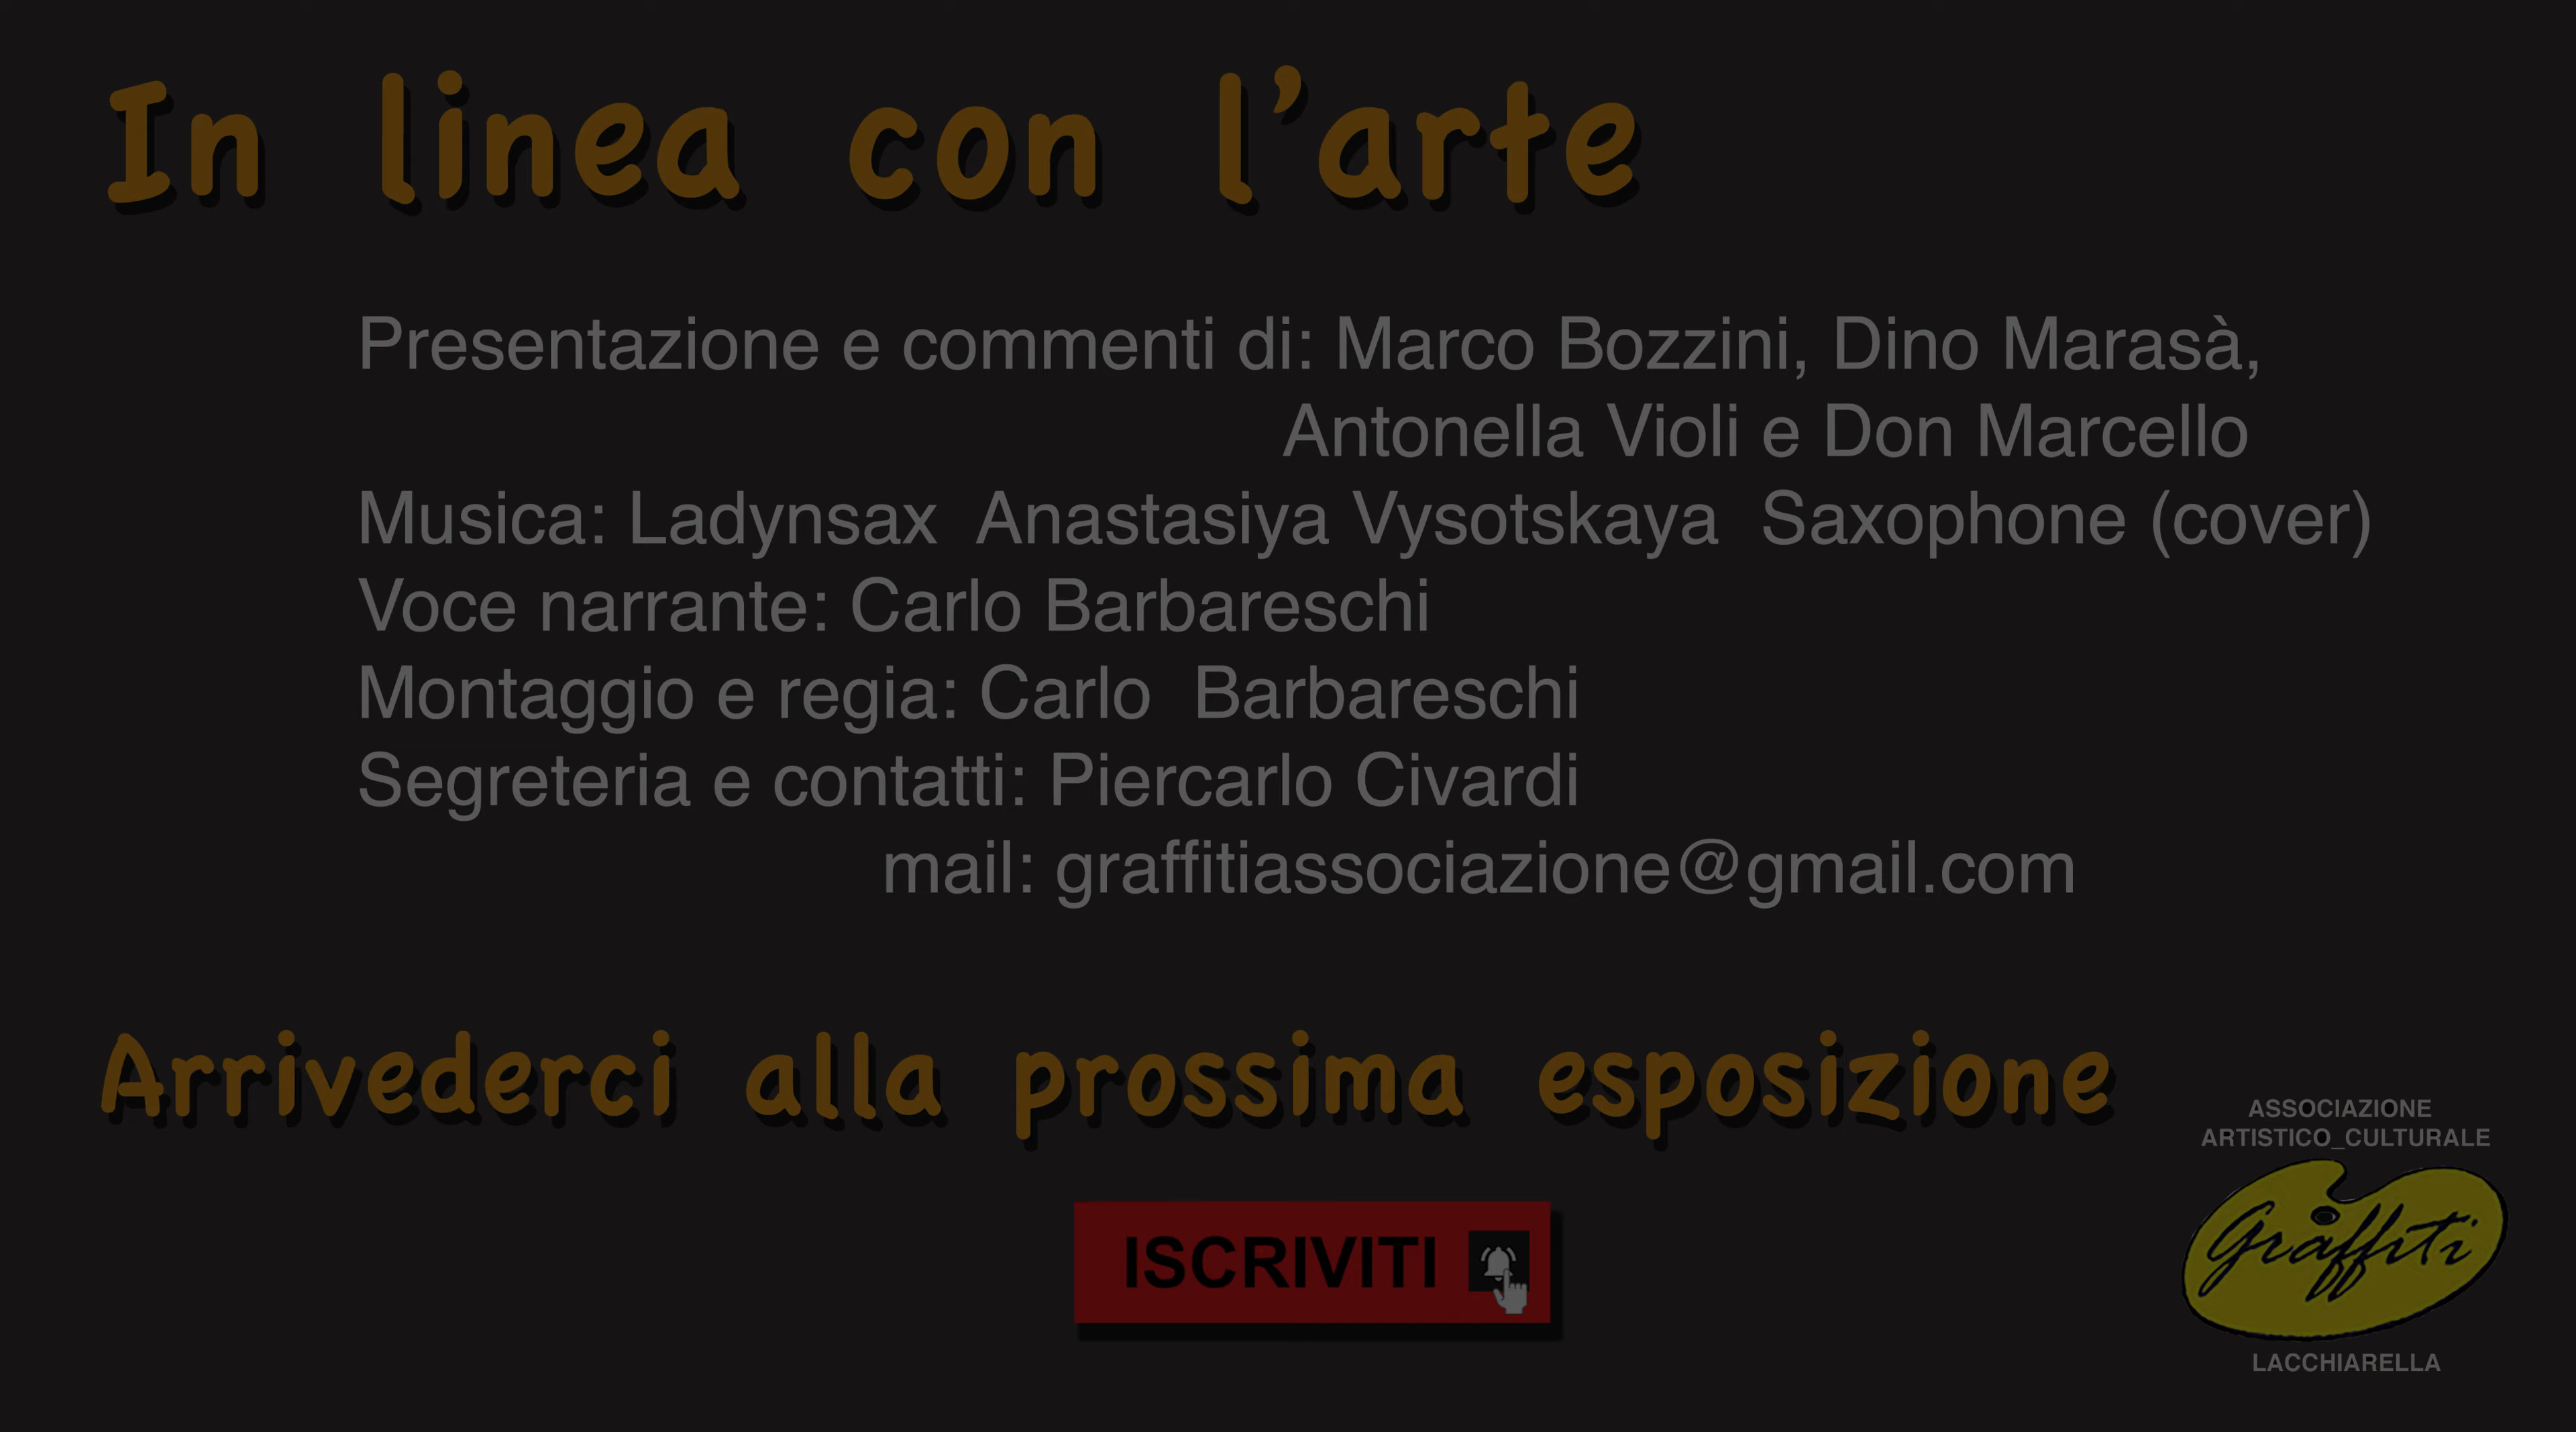 In linea con l'arte
Presentazione e commenti di: Marco Bozzini, Dino Marasà,
Antonella Violi e Don Marcello
Musica: Ladynsax Anastasiya Vysotskaya Saxophone (cover)
Voce narrante: Carlo Barbareschi
Montaggio e regia: Carlo Barbareschi
Segreteria e contatti: Piercarlo Civardi
mail: graffitiassociazione@gmail.com
Arrivederci alla prossima esposizione
ASSOCIAZIONE
ARTISTICO_CULTURALE
Graffiti
LACCHIARELLA
ISCRIVITI